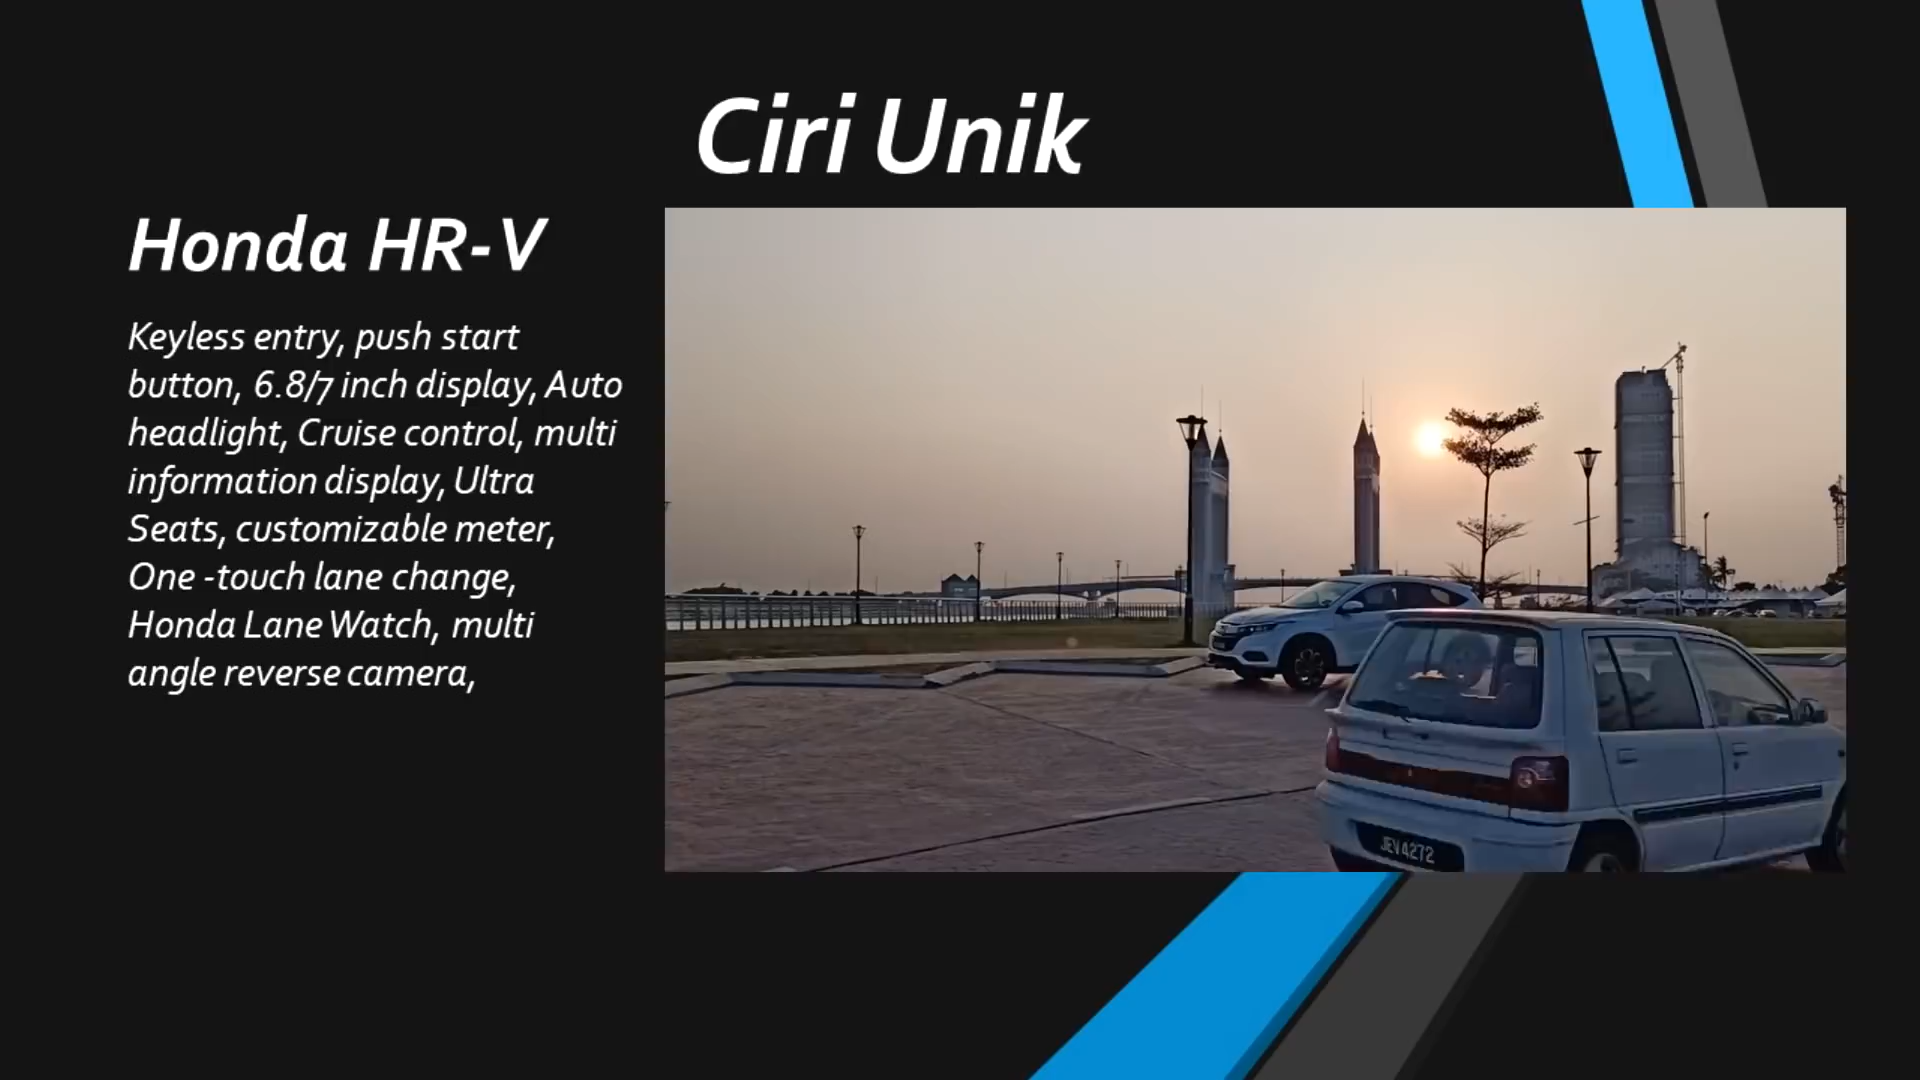 Ciri Unik
Honda HR-V
Keyless entry, push start
button, 6.8/7 inch display, Auto
headlight, Cruise control, multi
information display, Ultra
Seats, customizable meter,
One -touch lane change,
Honda Lane Watch, multi
angle reverse camera,
JEV 4272